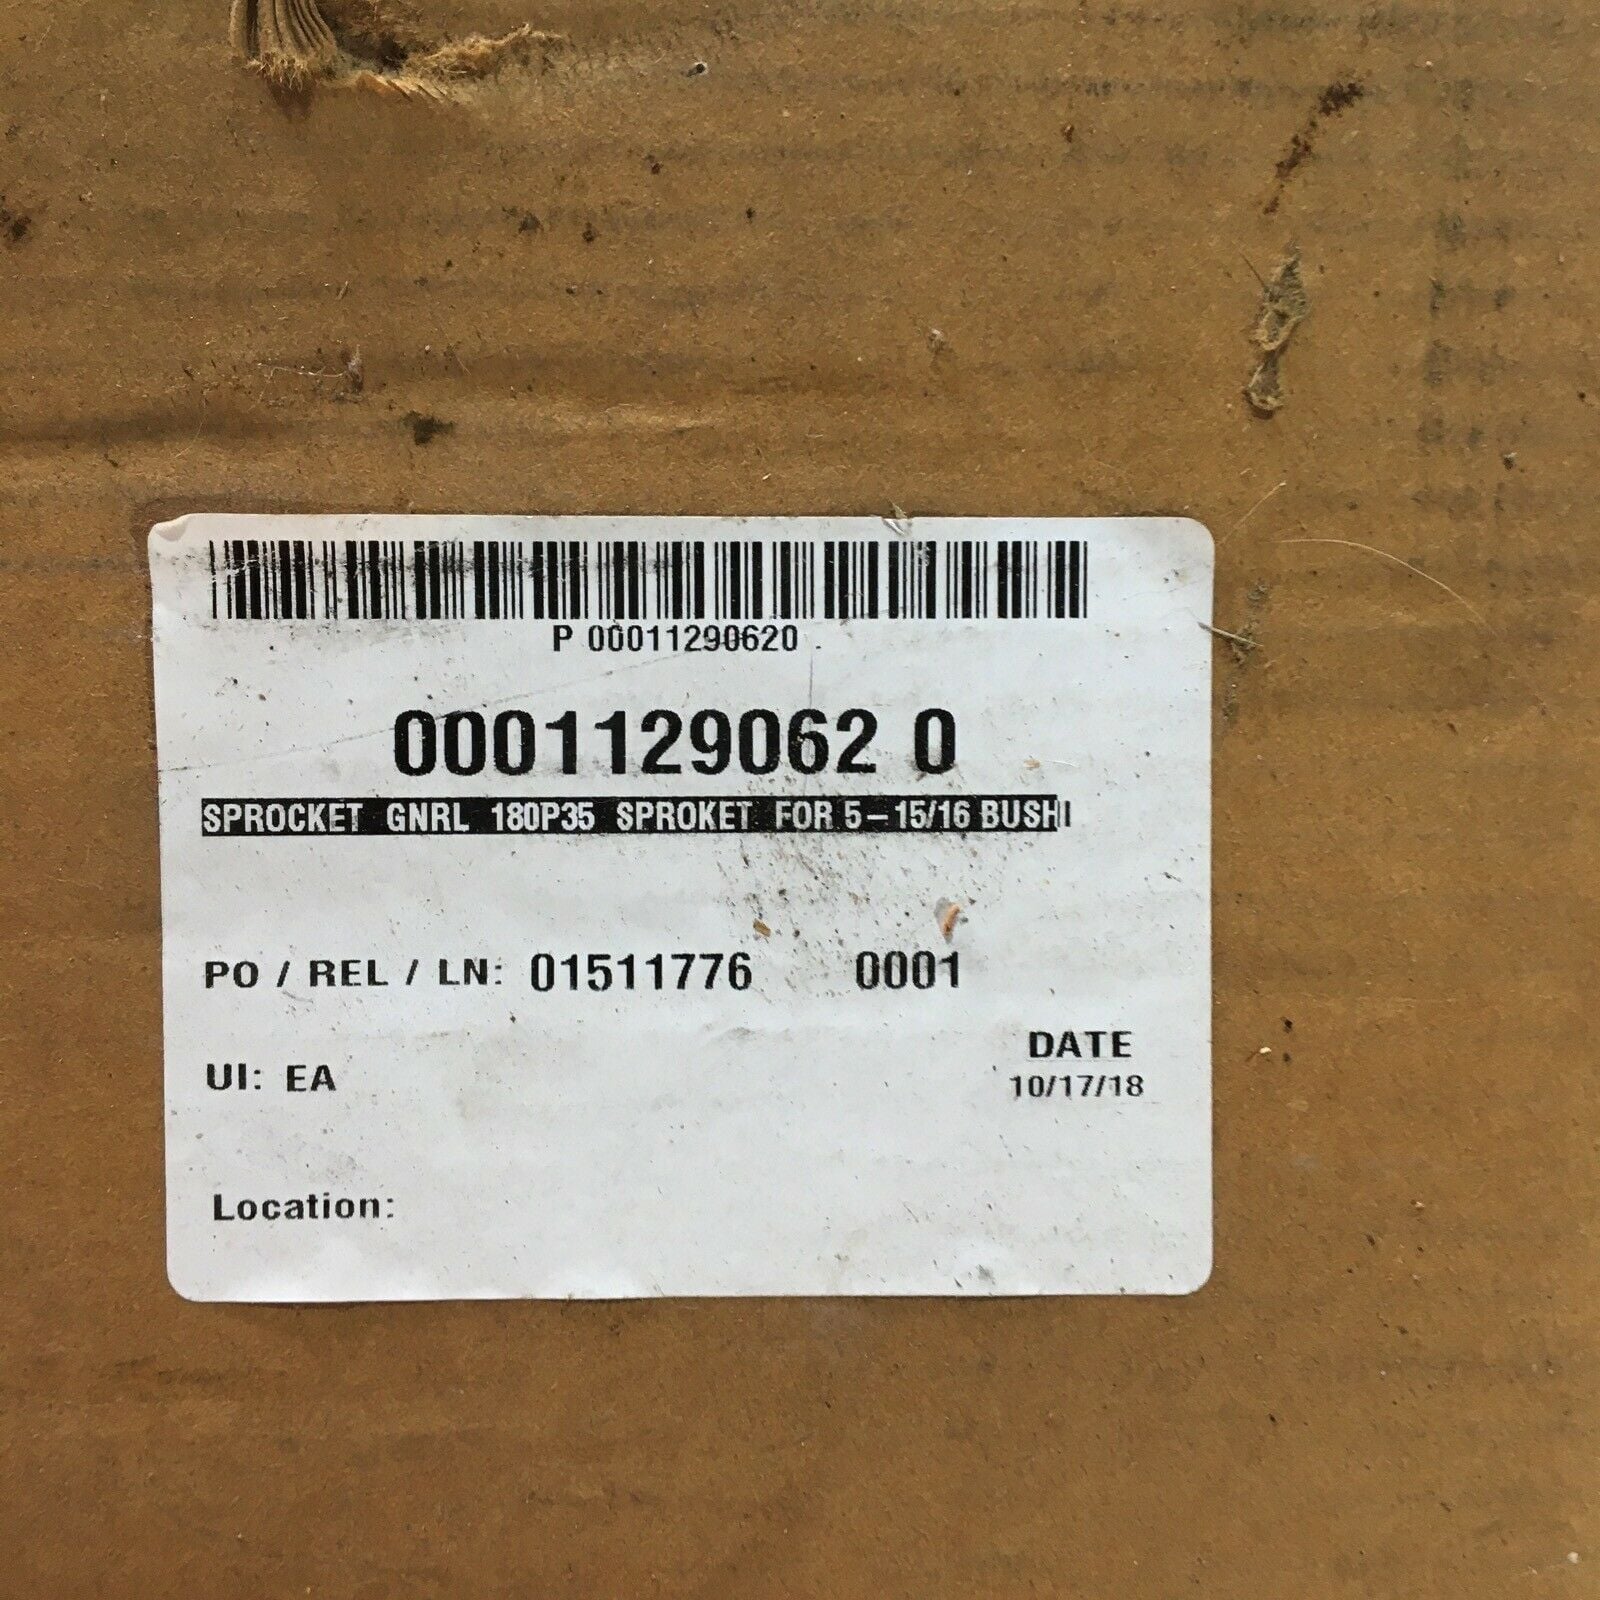 P 00011290620
0001129062 0
SPROCKET GNRL 180P35 SPROKET FOR 5-15/16 BUSHI
PO / REL / LN: 01511776 0001
DATE
UI: EA
10/17/18
Location: